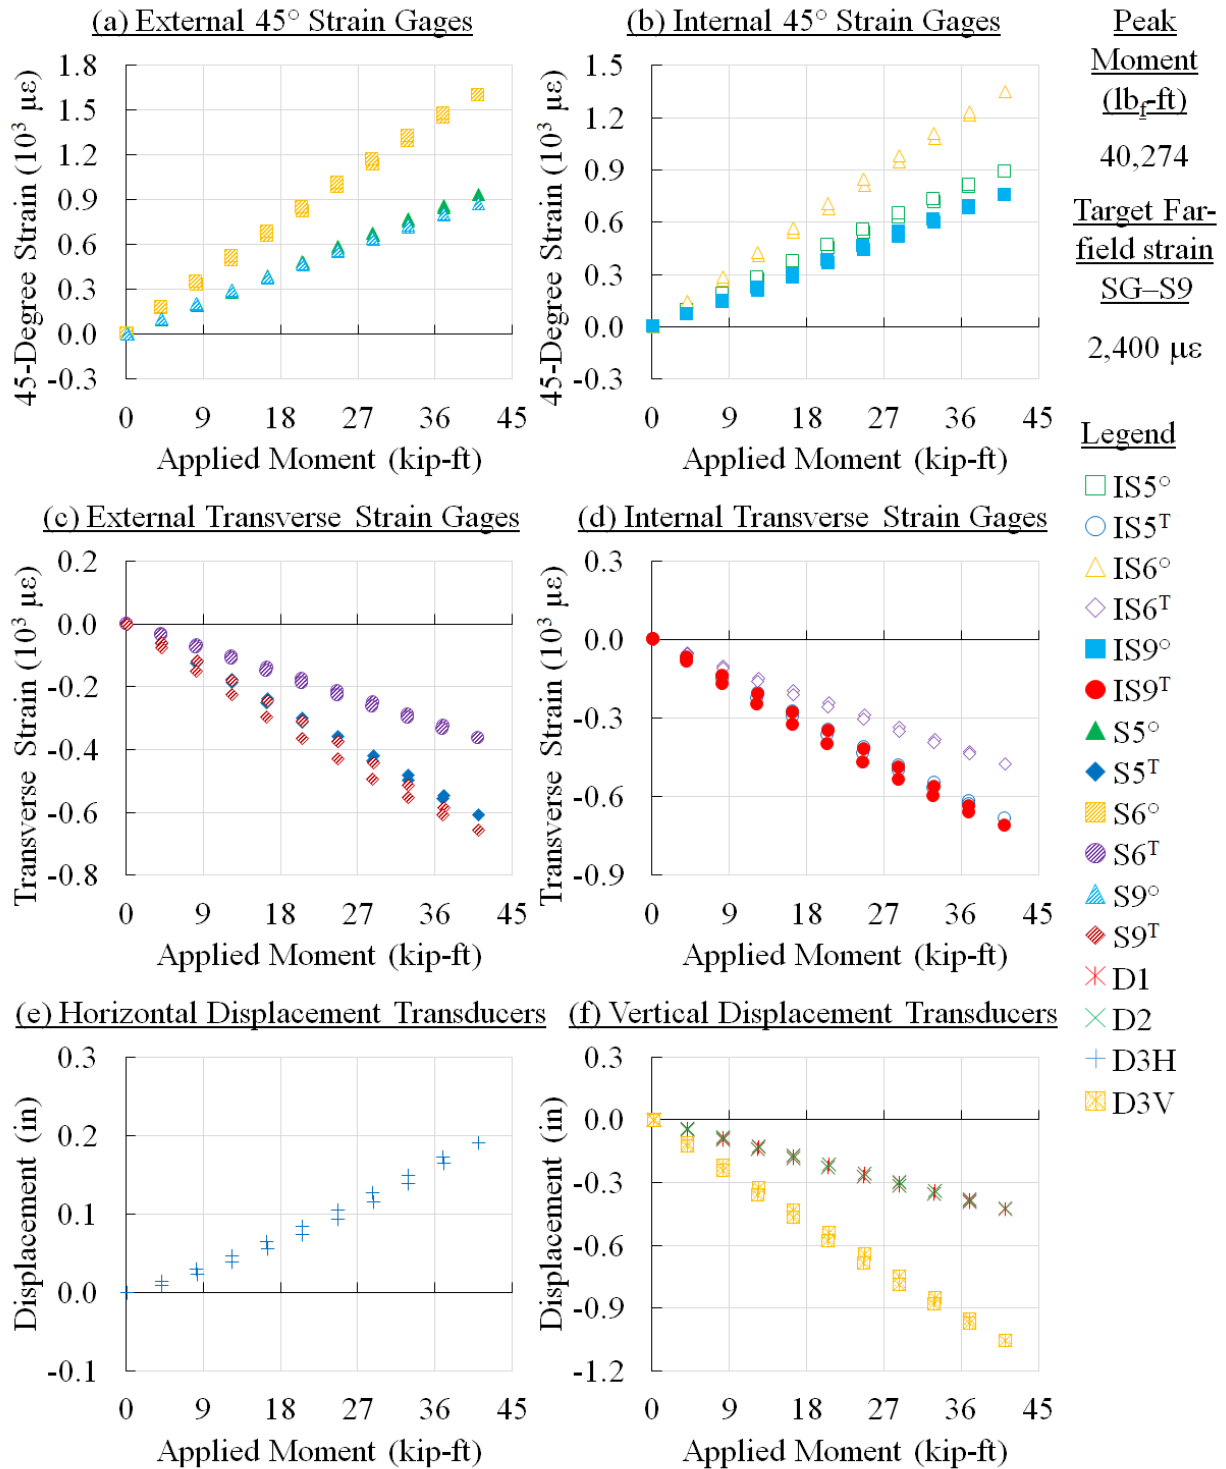 (a) External 45° Strain Gages
45-Degree Strain (10³ µε)
1.8
1.5
1.2
0.9
0.6
0.3
0.0
-0.3
0 9 18 27 36 45
Applied Moment (kip-ft)
(b) Internal 45° Strain Gages
45-Degree Strain (10³ µε)
1.5
1.2
0.9
0.6
0.3
0.0
-0.3
0 9 18 27 36 45
Applied Moment (kip-ft)
Peak
Moment
(lb<sub>f</sub>-ft)
40,274
Target Far-
field strain
SG–S9
2,400 µε
(c) External Transverse Strain Gages
Transverse Strain (10³ µε)
0.2
0.0
-0.2
-0.4
-0.6
-0.8
0 9 18 27 36 45
Applied Moment (kip-ft)
(d) Internal Transverse Strain Gages
Transverse Strain (10³ µε)
0.3
0.0
-0.3
-0.6
-0.9
0 9 18 27 36 45
Applied Moment (kip-ft)
(e) Horizontal Displacement Transducers
Displacement (in)
0.3
0.2
0.1
0.0
-0.1
0 9 18 27 36 45
Applied Moment (kip-ft)
(f) Vertical Displacement Transducers
Displacement (in)
0.3
0.0
-0.3
-0.6
-0.9
-1.2
0 9 18 27 36 45
Applied Moment (kip-ft)
Legend
IS5°
IS5ᵀ
IS6°
IS6ᵀ
IS9°
IS9ᵀ
S5°
S5ᵀ
S6°
S6ᵀ
S9°
S9ᵀ
D1
D2
D3H
D3V